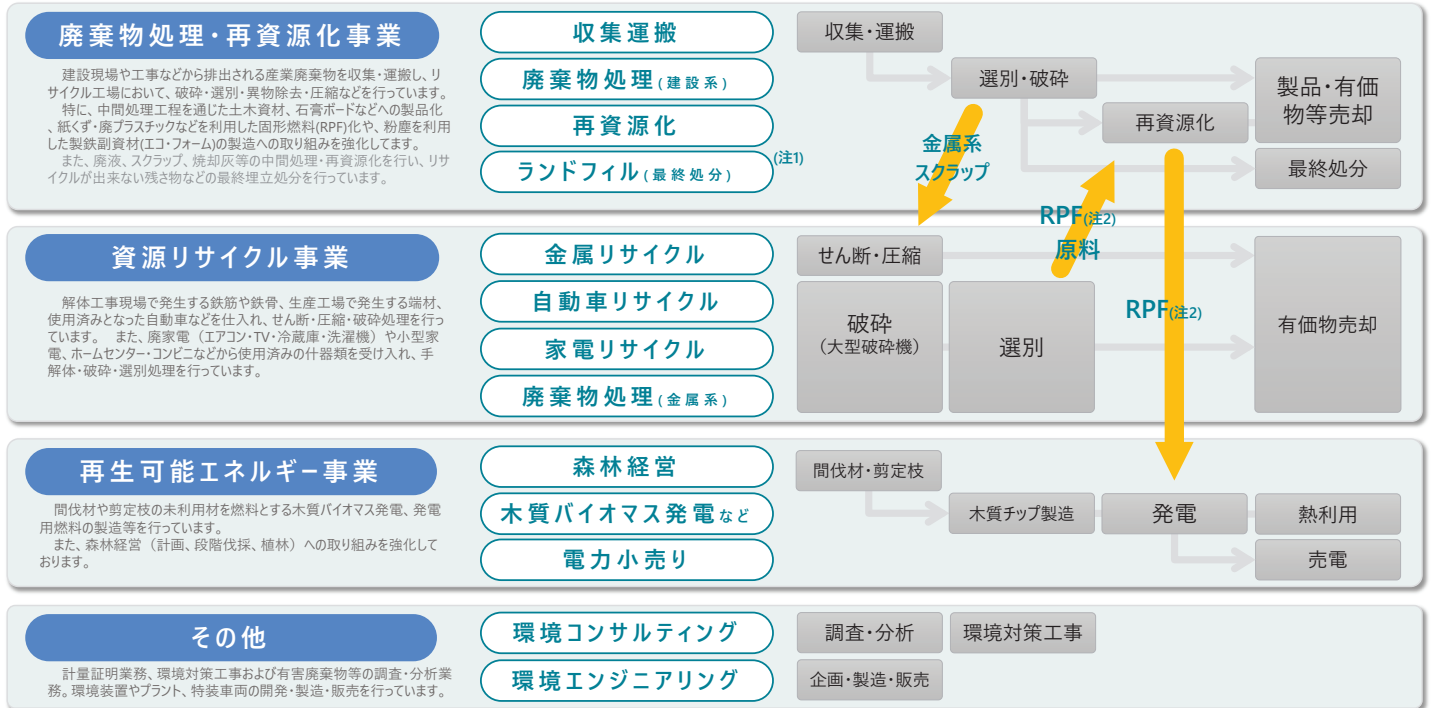 廃棄物処理・再資源化事業
建設現場や工事などから排出される産業廃棄物を収集・運搬し、リ
サイクル工場において、破砕・選別・異物除去・圧縮などを行っています。
特に、中間処理工程を通じた土木資材、石膏ボードなどへの製品化
、紙くず・廃プラスチックなどを利用した固形燃料(RPF)化や、粉塵を利用
した製鉄副資材(エコ・フォーム)の製造への取り組みを強化してます。
また、廃液、スクラップ、焼却灰等の中間処理・再資源化を行い、リサ
イクルが出来ない残さ物などの最終埋立処分を行っています。
収集運搬
廃棄物処理(建設系)
再資源化
ランドフィル(最終処分)
(注1)
収集・運搬
選別・破砕
再資源化
製品・有価
物等売却
最終処分
金属系
スクラップ
RPF(注2)
原料
資源リサイクル事業
解体工事現場で発生する鉄筋や鉄骨、生産工場で発生する端材、
使用済みとなった自動車などを仕入れ、せん断・圧縮・破砕処理を行っ
ています。 また、廃家電（エアコン・TV・冷蔵庫・洗濯機）や小型家
電、ホームセンター・コンビニなどから使用済みの什器類を受け入れ、手
解体・破砕・選別処理を行っています。
金属リサイクル
自動車リサイクル
家電リサイクル
廃棄物処理(金属系)
せん断・圧縮
破砕
（大型破砕機）
選別
RPF(注2)
有価物売却
再生可能エネルギー事業
間伐材や剪定枝の未利用材を燃料とする木質バイオマス発電、発電
用燃料の製造等を行っています。
また、森林経営（計画、段階伐採、植林）への取り組みを強化して
おります。
森林経営
木質バイオマス発電など
電力小売り
間伐材・剪定枝
木質チップ製造
発電
熱利用
売電
その他
計量証明業務、環境対策工事および有害廃棄物等の調査・分析業
務。環境装置やプラント、特装車両の開発・製造・販売を行っています。
環境コンサルティング
環境エンジニアリング
調査・分析
環境対策工事
企画・製造・販売